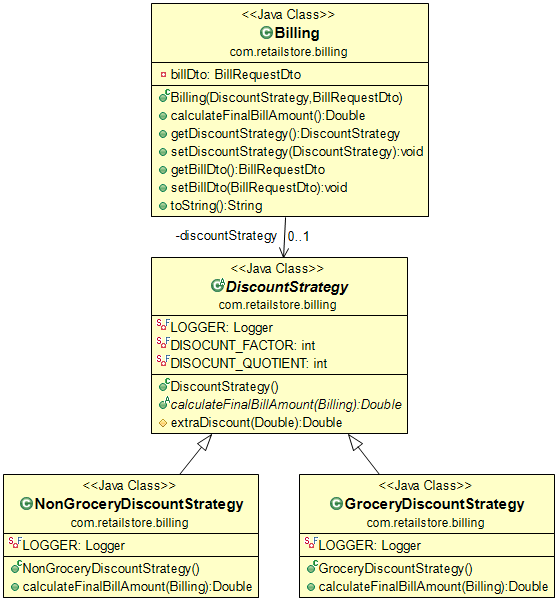 <<Java Class>>
Billing
com.retailstore.billing
billDto: BillRequestDto
Billing(DiscountStrategy,BillRequestDto)
calculateFinalBillAmount():Double
getDiscountStrategy():DiscountStrategy
setDiscountStrategy(DiscountStrategy):void
getBillDto():BillRequestDto
setBillDto(BillRequestDto):void
toString():String
-discountStrategy 0..1
<<Java Class>>
DiscountStrategy
com.retailstore.billing
LOGGER: Logger
DISOCUNT_FACTOR: int
DISOCUNT_QUOTIENT: int
DiscountStrategy()
calculateFinalBillAmount(Billing):Double
extraDiscount(Double):Double
<<Java Class>>
NonGroceryDiscountStrategy
com.retailstore.billing
LOGGER: Logger
NonGroceryDiscountStrategy()
calculateFinalBillAmount(Billing):Double
<<Java Class>>
GroceryDiscountStrategy
com.retailstore.billing
LOGGER: Logger
GroceryDiscountStrategy()
calculateFinalBillAmount(Billing):Double